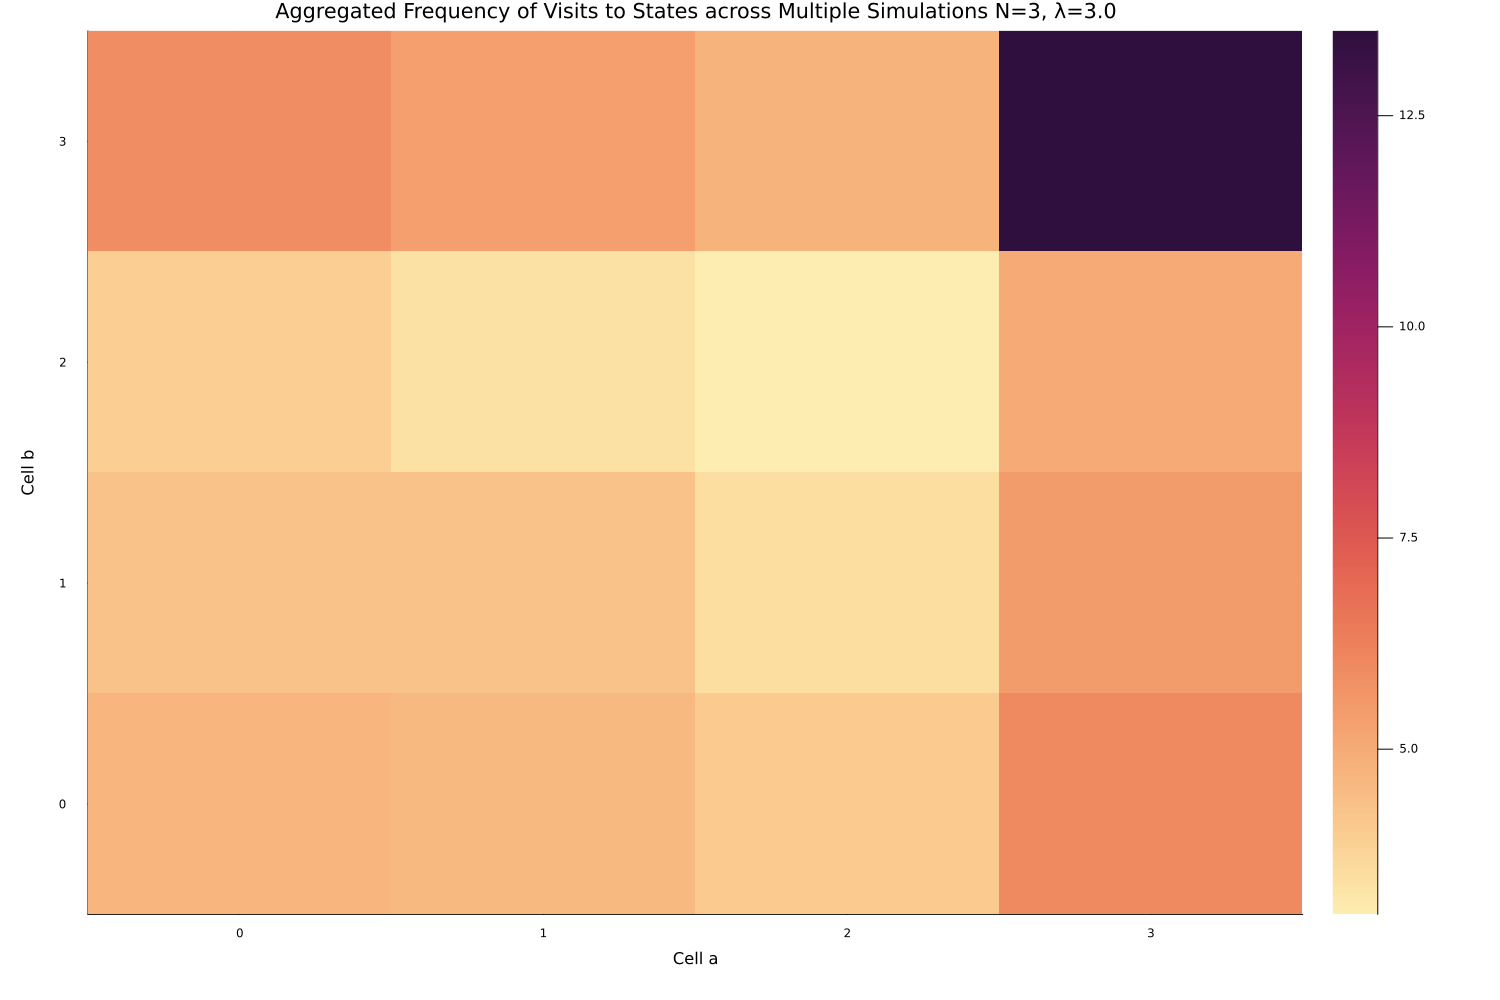 Aggregated Frequency of Visits to States across Multiple Simulations N=3, λ=3.0
12.5
10.0
7.5
5.0
3
2
1
0
Cell b
0 1 2 3
Cell a